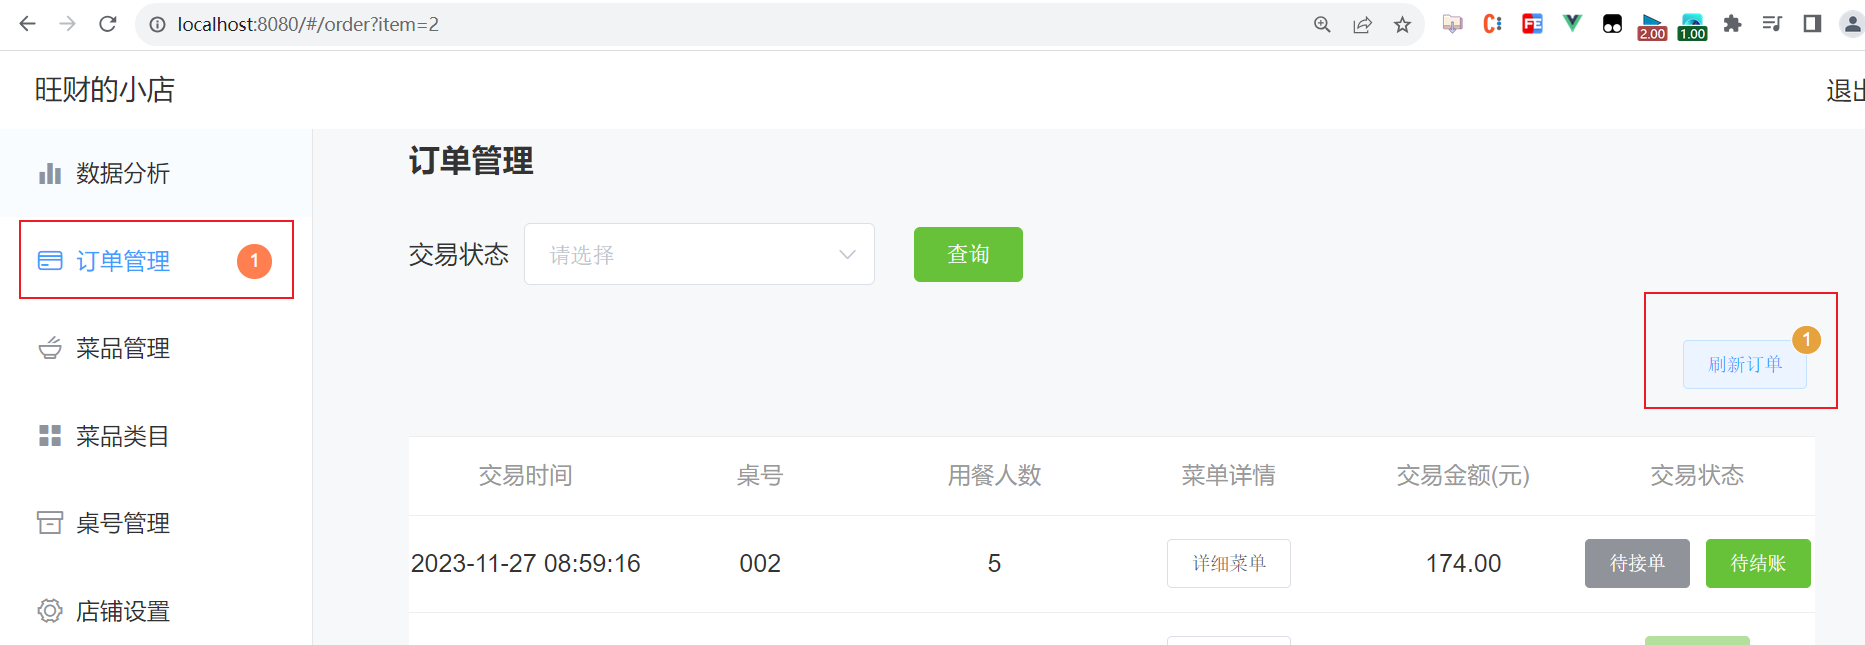 localhost:8080/#/order?item=2
2.00
1.00
旺财的小店
退出
数据分析
订单管理
1
菜品管理
菜品类目
桌号管理
店铺设置
订单管理
交易状态
请选择
查询
刷新订单
1
交易时间 桌号 用餐人数 菜单详情 交易金额(元) 交易状态
2023-11-27 08:59:16 002 5 详细菜单 174.00 待接单 待结账